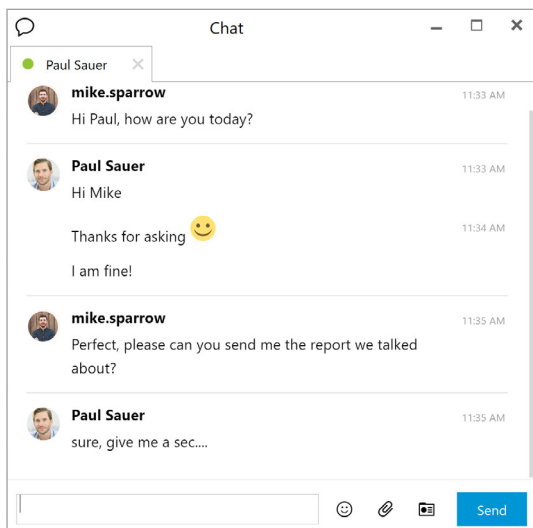 Chat
Paul Sauer
mike.sparrow 11:33 AM
Hi Paul, how are you today?
Paul Sauer 11:33 AM
Hi Mike
Thanks for asking 11:34 AM
I am fine!
mike.sparrow 11:35 AM
Perfect, please can you send me the report we talked
about?
Paul Sauer 11:35 AM
sure, give me a sec....
Send